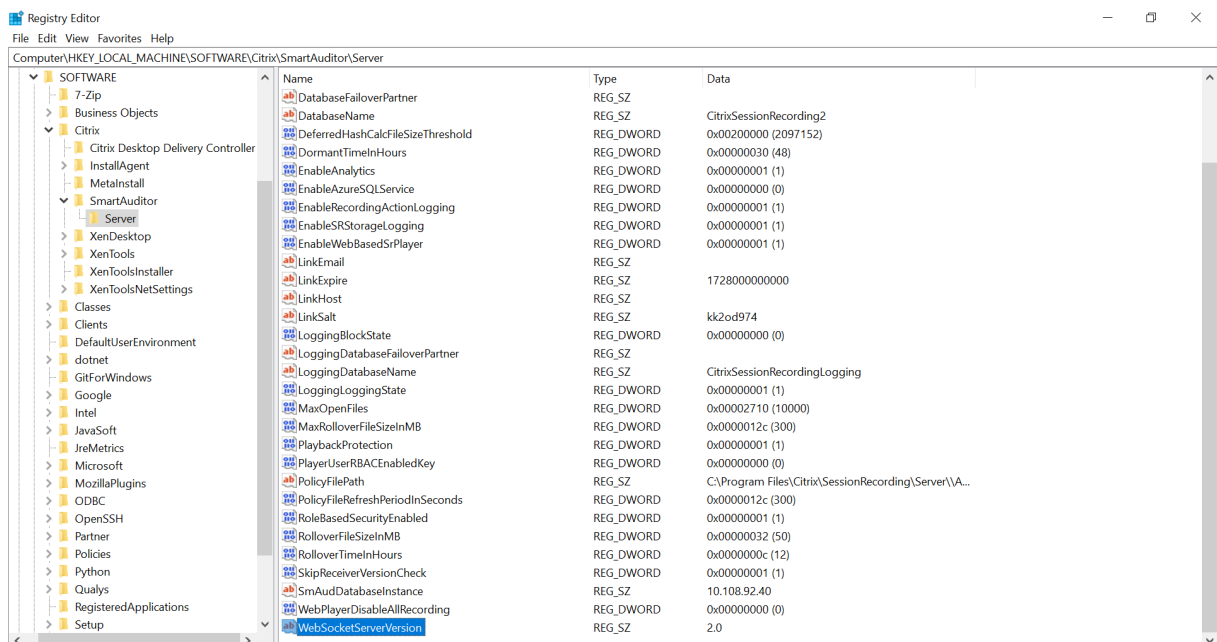 Registry Editor
File Edit View Favorites Help
Computer\HKEY_LOCAL_MACHINE\SOFTWARE\Citrix\SmartAuditor\Server
SOFTWARE
7-Zip
Business Objects
Citrix
Citrix Desktop Delivery Controller
InstallAgent
MetaInstall
SmartAuditor
Server
XenDesktop
XenTools
XenToolsInstaller
XenToolsNetSettings
Classes
Clients
DefaultUserEnvironment
dotnet
GitForWindows
Google
Intel
JavaSoft
JreMetrics
Microsoft
MozillaPlugins
ODBC
OpenSSH
Partner
Policies
Python
Qualys
RegisteredApplications
Setup
Name Type Data
DatabaseFailoverPartner REG_SZ
DatabaseName REG_SZ CitrixSessionRecording2
DeferredHashCalcFileSizeThreshold REG_DWORD 0x00200000 (2097152)
DormantTimeInHours REG_DWORD 0x00000030 (48)
EnableAnalytics REG_DWORD 0x00000001 (1)
EnableAzureSQLService REG_DWORD 0x00000000 (0)
EnableRecordingActionLogging REG_DWORD 0x00000001 (1)
EnableSRStorageLogging REG_DWORD 0x00000001 (1)
EnableWebBasedSrPlayer REG_DWORD 0x00000001 (1)
LinkEmail REG_SZ
LinkExpire REG_SZ 1728000000000
LinkHost REG_SZ
LinkSalt REG_SZ kk2od974
LoggingBlockState REG_DWORD 0x00000000 (0)
LoggingDatabaseFailoverPartner REG_SZ
LoggingDatabaseName REG_SZ CitrixSessionRecordingLogging
LoggingLoggingState REG_DWORD 0x00000001 (1)
MaxOpenFiles REG_DWORD 0x00002710 (10000)
MaxRolloverFileSizeInMB REG_DWORD 0x0000012c (300)
PlaybackProtection REG_DWORD 0x00000001 (1)
PlayerUserRBACEnabledKey REG_DWORD 0x00000000 (0)
PolicyFilePath REG_SZ C:\Program Files\Citrix\SessionRecording\Server\\A...
PolicyFileRefreshPeriodInSeconds REG_DWORD 0x0000012c (300)
RoleBasedSecurityEnabled REG_DWORD 0x00000001 (1)
RolloverFileSizeInMB REG_DWORD 0x00000032 (50)
RolloverTimeInHours REG_DWORD 0x0000000c (12)
SkipReceiverVersionCheck REG_DWORD 0x00000001 (1)
SmAudDatabaseInstance REG_SZ 10.108.92.40
WebPlayerDisableAllRecording REG_DWORD 0x00000000 (0)
WebSocketServerVersion REG_SZ 2.0